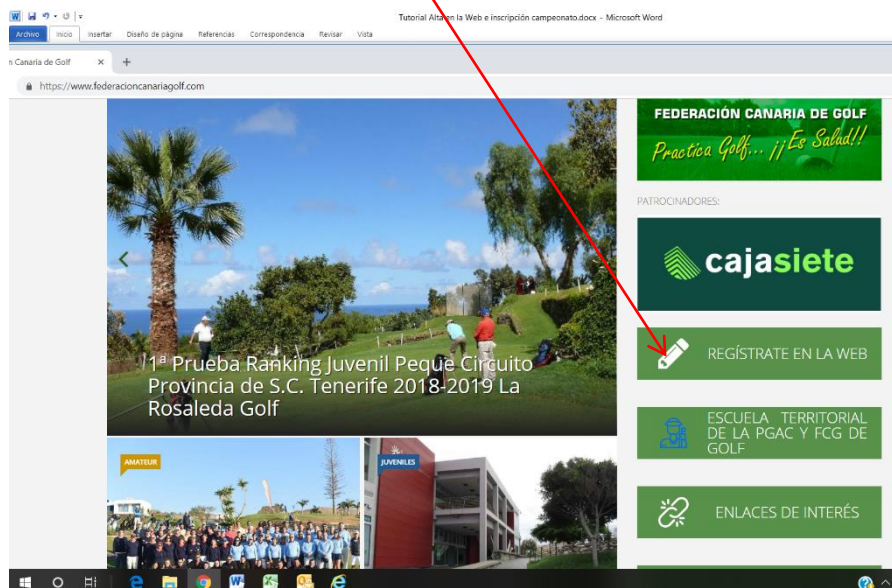 Tutorial Alta en la Web e inscripción campeonato.docx - Microsoft Word
Archivo Inicio Insertar Diseño de página Referencias Correspondencia Revisar Vista
n Canaria de Golf
https://www.federacioncanariagolf.com
FEDERACIÓN CANARIA DE GOLF
Practica Golf... ¡¡Es Salud!!
PATROCINADORES:
cajasiete
REGÍSTRATE EN LA WEB
1ª Prueba Ranking Juvenil Peque Circuito
Provincia de S.C. Tenerife 2018-2019 La
Rosaleda Golf
ESCUELA TERRITORIAL
DE LA PGAC Y FCG DE
GOLF
AMATEUR
JUVENILES
ENLACES DE INTERÉS